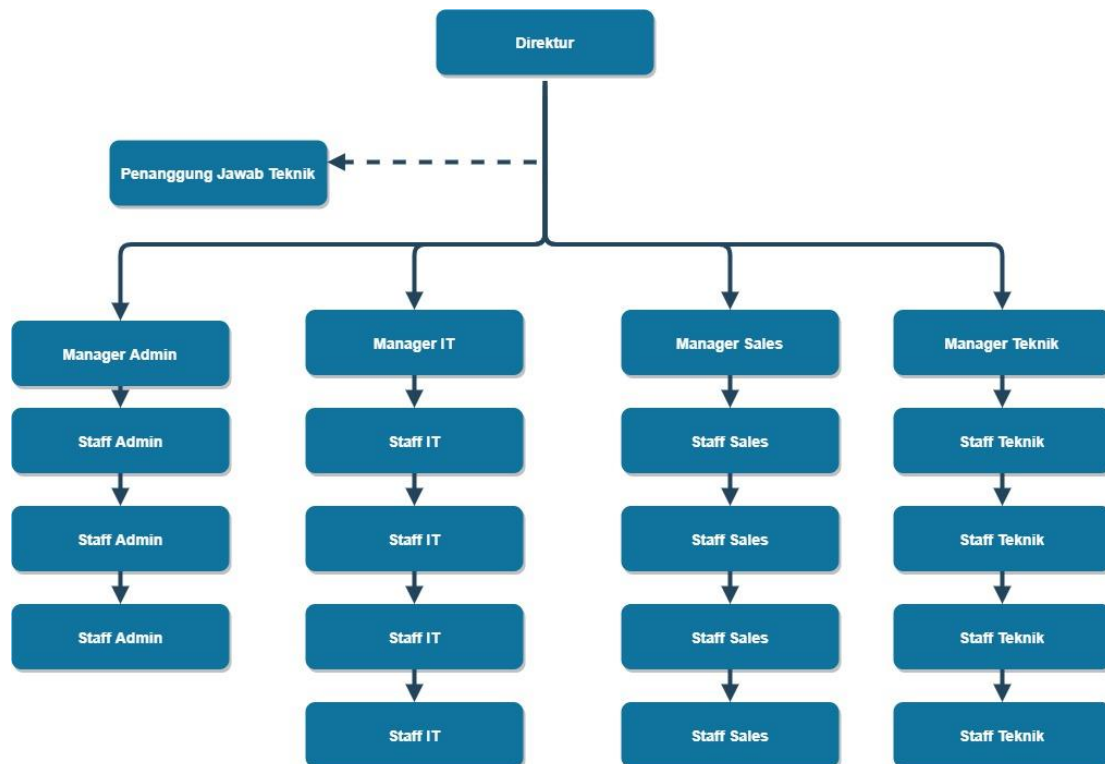 Direktur
Penanggung Jawab Teknik
Manager Admin
Manager IT
Manager Sales
Manager Teknik
Staff Admin
Staff IT
Staff Sales
Staff Teknik
Staff Admin
Staff IT
Staff Sales
Staff Teknik
Staff Admin
Staff IT
Staff Sales
Staff Teknik
Staff IT
Staff Sales
Staff Teknik